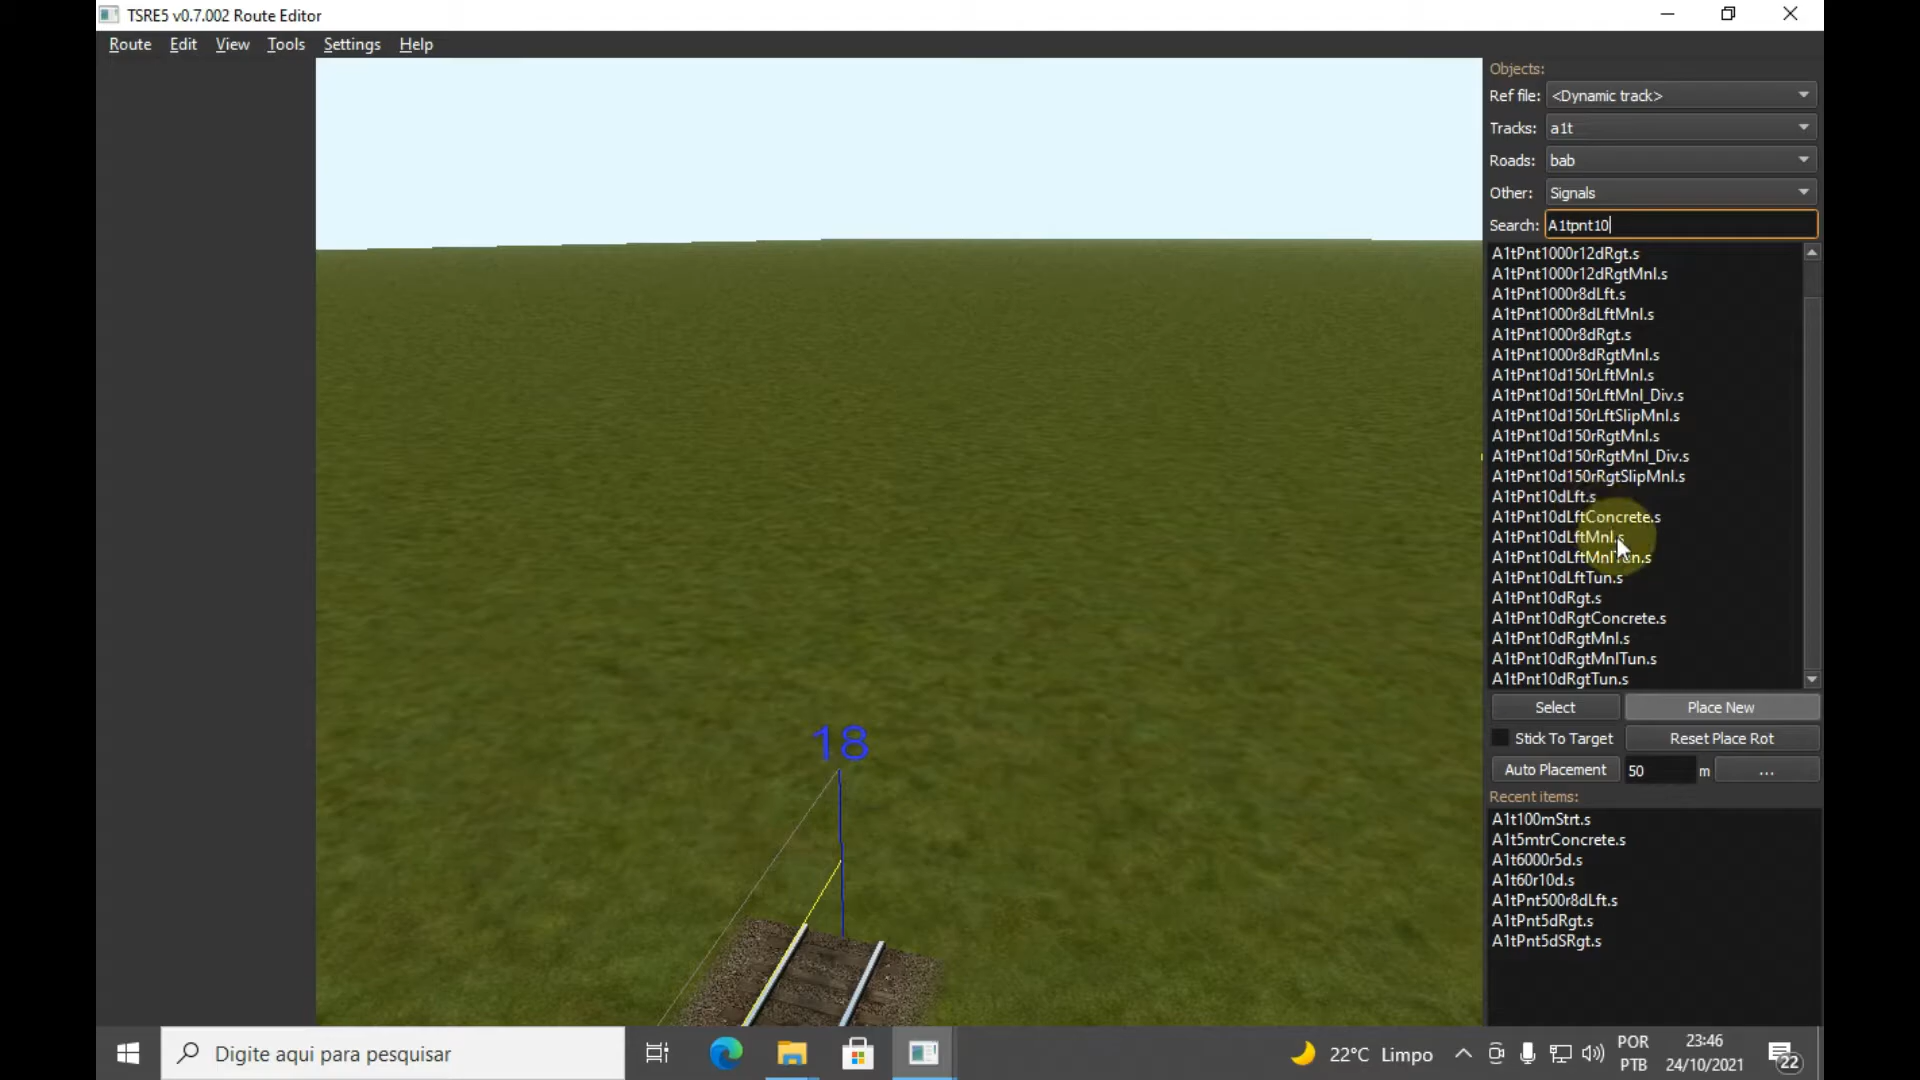 TSRE5 v0.7.002 Route Editor
Route Edit View Tools Settings Help
Objects:
Ref file: <Dynamic track>
Tracks: a1t
Roads: bab
Other: Signals
Search: A1tpnt10
A1tPnt1000r12dRgt.s
A1tPnt1000r12dRgtMnl.s
A1tPnt1000r8dLft.s
A1tPnt1000r8dLftMnl.s
A1tPnt1000r8dRgt.s
A1tPnt1000r8dRgtMnl.s
A1tPnt10d150rLftMnl.s
A1tPnt10d150rLftMnl_Div.s
A1tPnt10d150rLftSlipMnl.s
A1tPnt10d150rRgtMnl.s
A1tPnt10d150rRgtMnl_Div.s
A1tPnt10d150rRgtSlipMnl.s
A1tPnt10dLft.s
A1tPnt10dLftConcrete.s
A1tPnt10dLftMnl.s
A1tPnt10dLftMnlTun.s
A1tPnt10dLftTun.s
A1tPnt10dRgt.s
A1tPnt10dRgtConcrete.s
A1tPnt10dRgtMnl.s
A1tPnt10dRgtMnlTun.s
A1tPnt10dRgtTun.s
Select Place New
Stick To Target Reset Place Rot
Auto Placement 50 m ...
Recent items:
A1t100mStrt.s
A1t5mtrConcrete.s
A1t6000r5d.s
A1t60r10d.s
A1tPnt500r8dLft.s
A1tPnt5dRgt.s
A1tPnt5dSRgt.s
18
Digite aqui para pesquisar
22°C Limpo
POR
PTB
23:46
24/10/2021
22